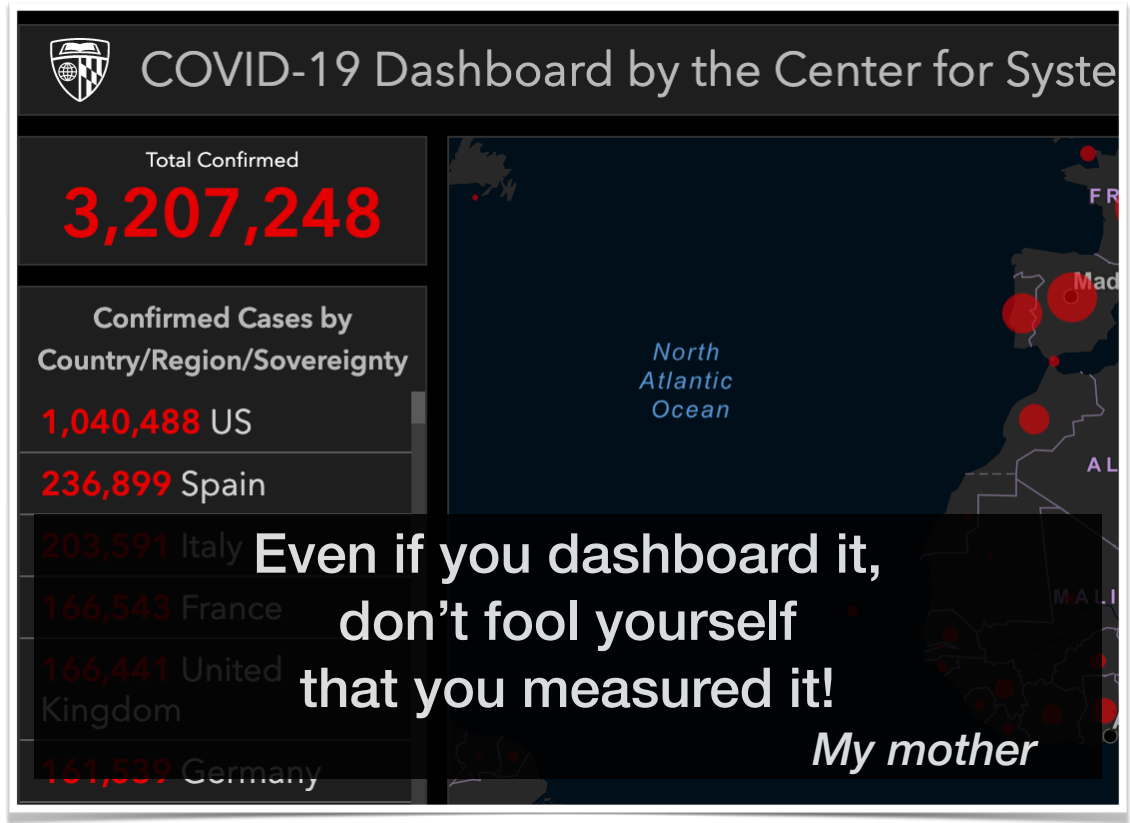 COVID-19 Dashboard by the Center for Syste
Total Confirmed
3,207,248
Confirmed Cases by
Country/Region/Sovereignty
1,040,488 US
236,899 Spain
203,591 Italy
166,543 France
166,441 United
Kingdom
161,539 Germany
North
Atlantic
Ocean
FR
Mad
AL
MALI
Even if you dashboard it,
don’t fool yourself
that you measured it!
My mother